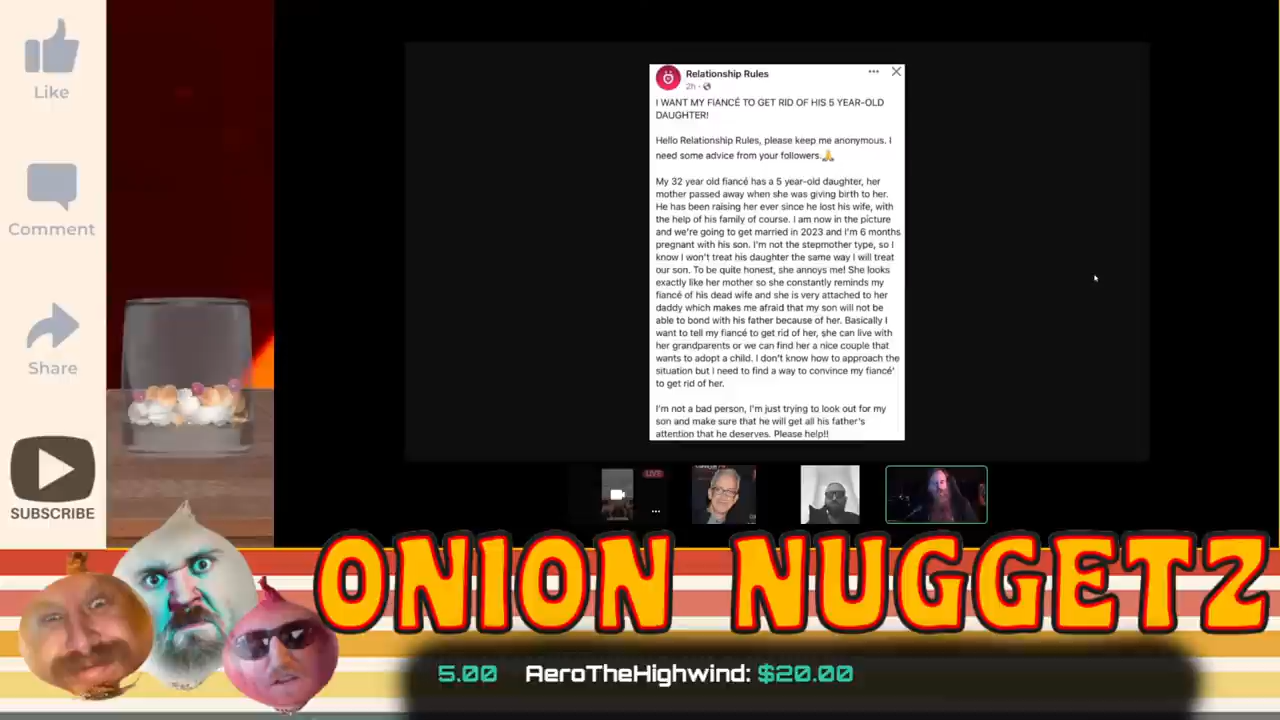 Like
Comment
Share
SUBSCRIBE
Relationship Rules
2h
I WANT MY FIANCÉ TO GET RID OF HIS 5 YEAR-OLD
DAUGHTER!
Hello Relationship Rules, please keep me anonymous. I
need some advice from your followers.🙏
My 32 year old fiancé has a 5 year-old daughter, her
mother passed away when she was giving birth to her.
He has been raising her ever since he lost his wife, with
the help of his family of course. I am now in the picture
and we're going to get married in 2023 and I'm 6 months
pregnant with his son. I'm not the stepmother type, so I
know I won't treat his daughter the same way I will treat
our son. To be quite honest, she annoys me! She looks
exactly like her mother so she constantly reminds my
fiancé of his dead wife and she is very attached to her
daddy which makes me afraid that my son will not be
able to bond with his father because of her. Basically I
want to tell my fiancé to get rid of her, she can live with
her grandparents or we can find her a nice couple that
wants to adopt a child. I don't know how to approach the
situation but I need to find a way to convince my fiancé'
to get rid of her.
I'm not a bad person, I'm just trying to look out for my
son and make sure that he will get all his father's
attention that he deserves. Please help!!
LIVE
ONION NUGGETZ
5.00 AeroTheHighwind: $20.00